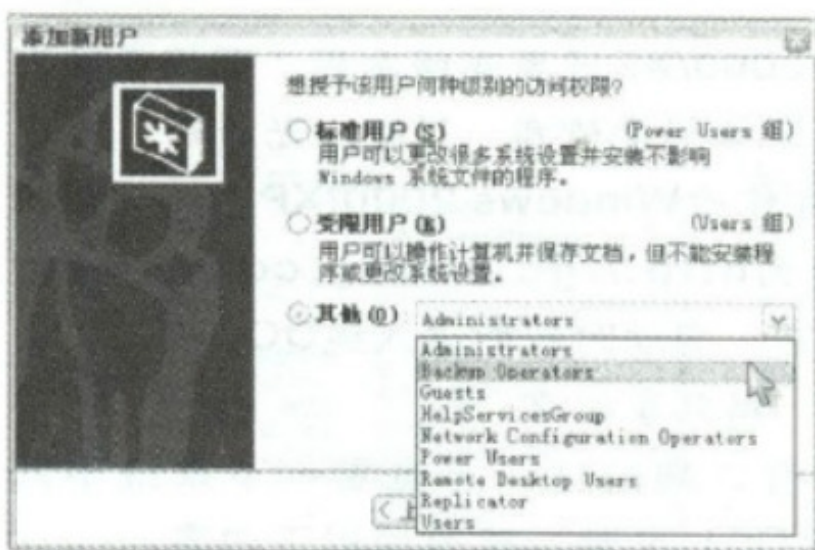 添加新用户
想授予该用户何种级别的访问权限?
标准用户(S) (Power Users 组)
用户可以更改很多系统设置并安装不影响
Windows 系统文件的程序。
受限用户(R) (Users 组)
用户可以操作计算机并保存文档,但不能安装程
序或更改系统设置。
其他(O) Administrators
Administrators
Backup Operators
Guests
HelpServicesGroup
Network Configuration Operators
Power Users
Remote Desktop Users
Replicator
Users
<上